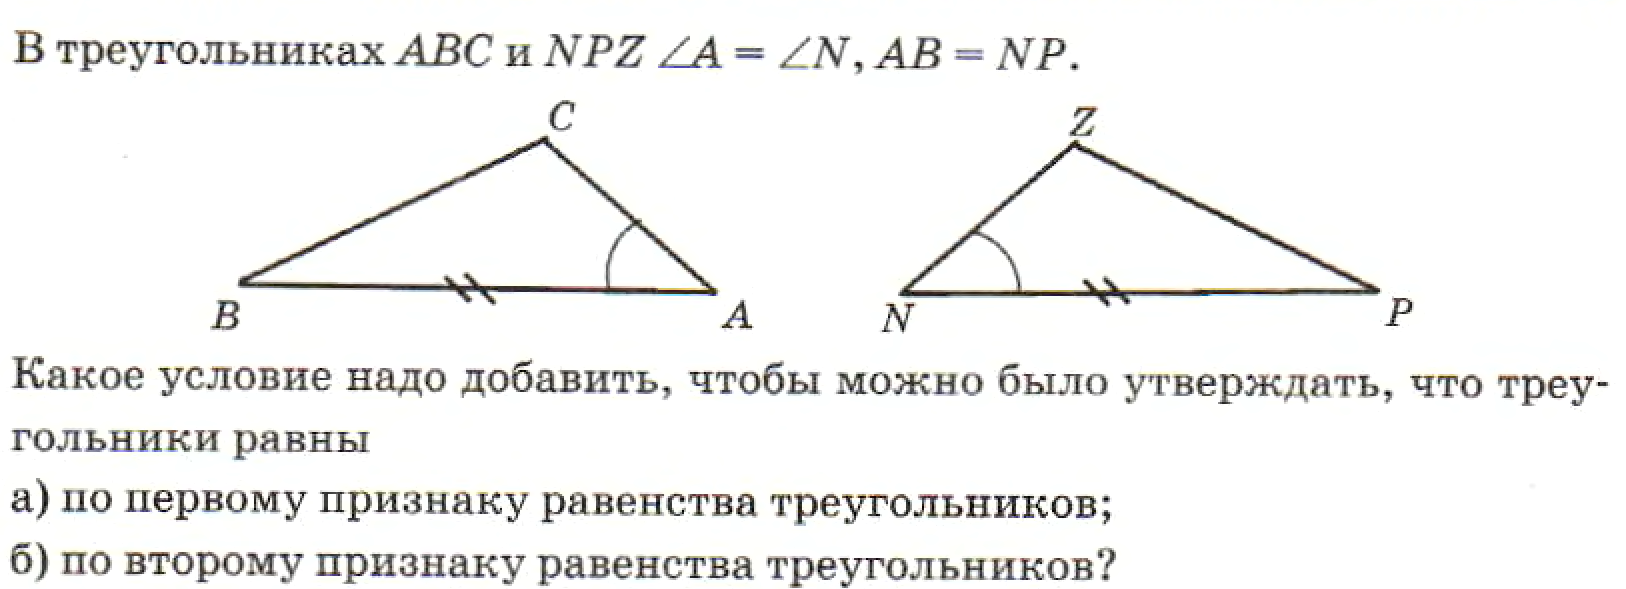 В треугольниках ABC и NPZ ∠A = ∠N, AB = NP.
C
Z
B
A
N
P
Какое условие надо добавить, чтобы можно было утверждать, что треу-
гольники равны
а) по первому признаку равенства треугольников;
б) по второму признаку равенства треугольников?